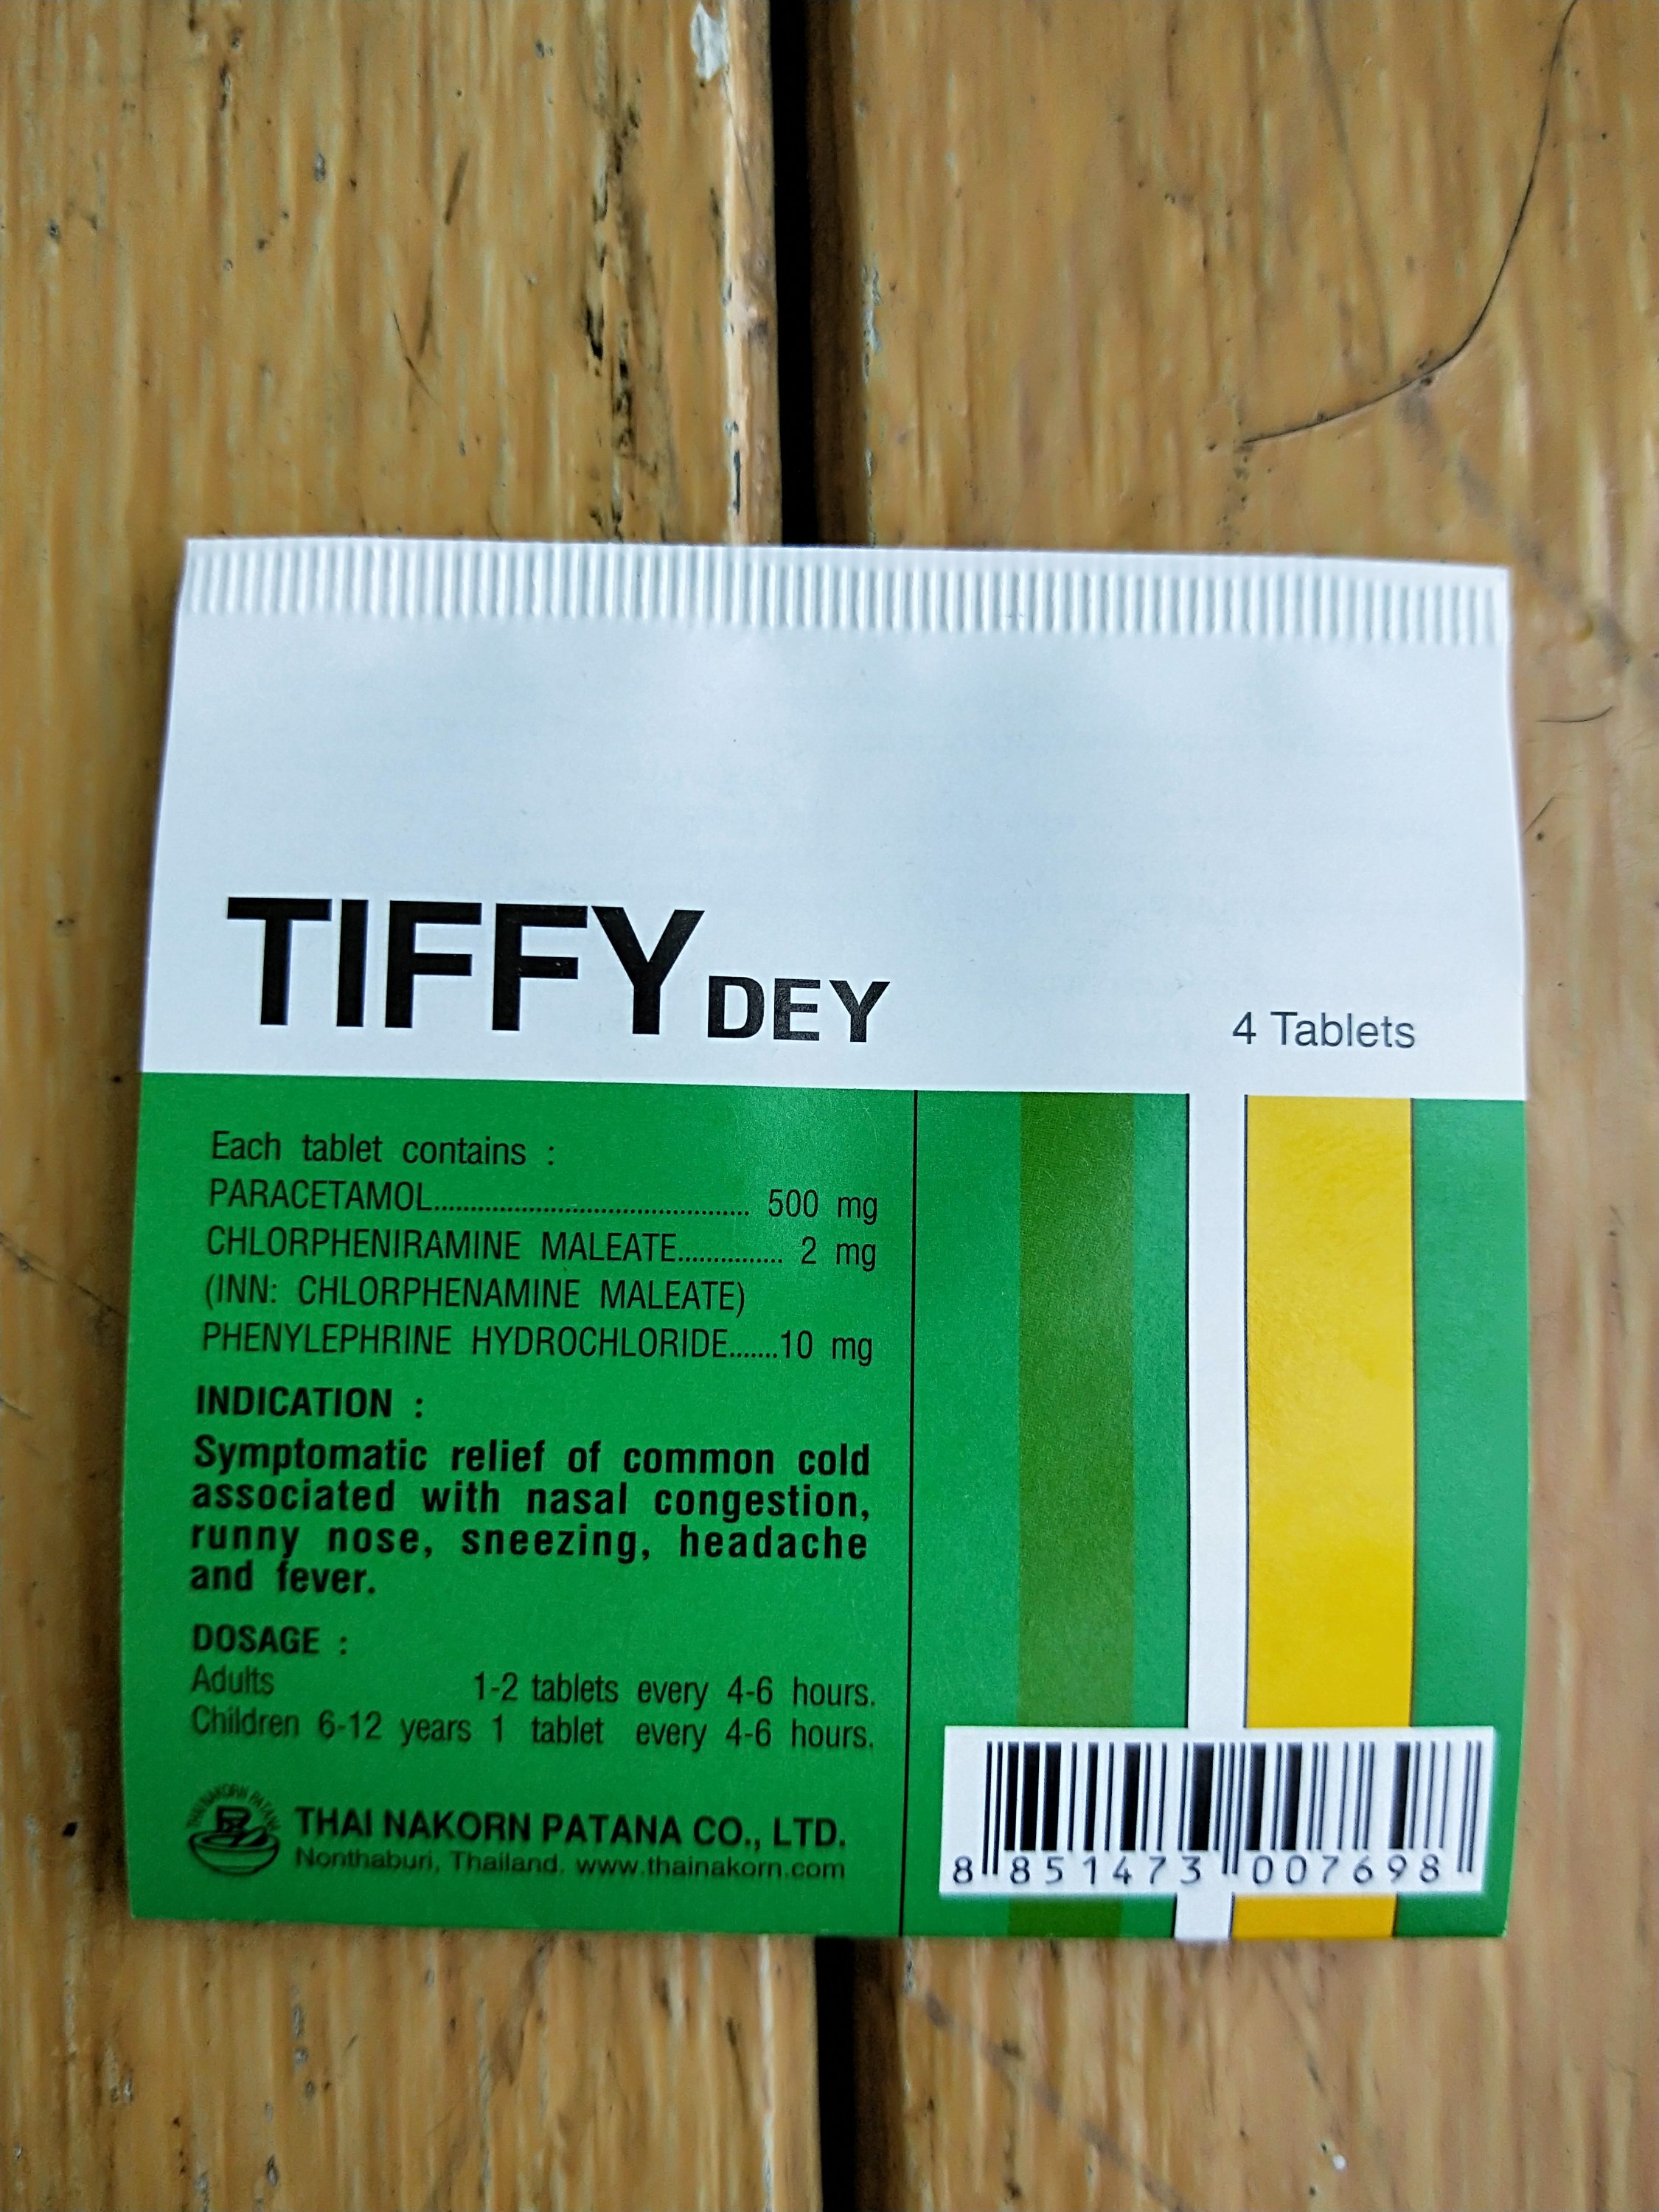 TIFFY DEY
4 Tablets
Each tablet contains :
PARACETAMOL.......................................... 500 mg
CHLORPHENIRAMINE MALEATE.............. 2 mg
(INN: CHLORPHENAMINE MALEATE)
PHENYLEPHRINE HYDROCHLORIDE.......10 mg
INDICATION :
Symptomatic relief of common cold
associated with nasal congestion,
runny nose, sneezing, headache
and fever.
DOSAGE :
Adults 1-2 tablets every 4-6 hours.
Children 6-12 years 1 tablet every 4-6 hours.
THAI NAKORN PATANA
THAI NAKORN PATANA CO., LTD.
Nonthaburi, Thailand. www.thainakorn.com
8 851473 007698